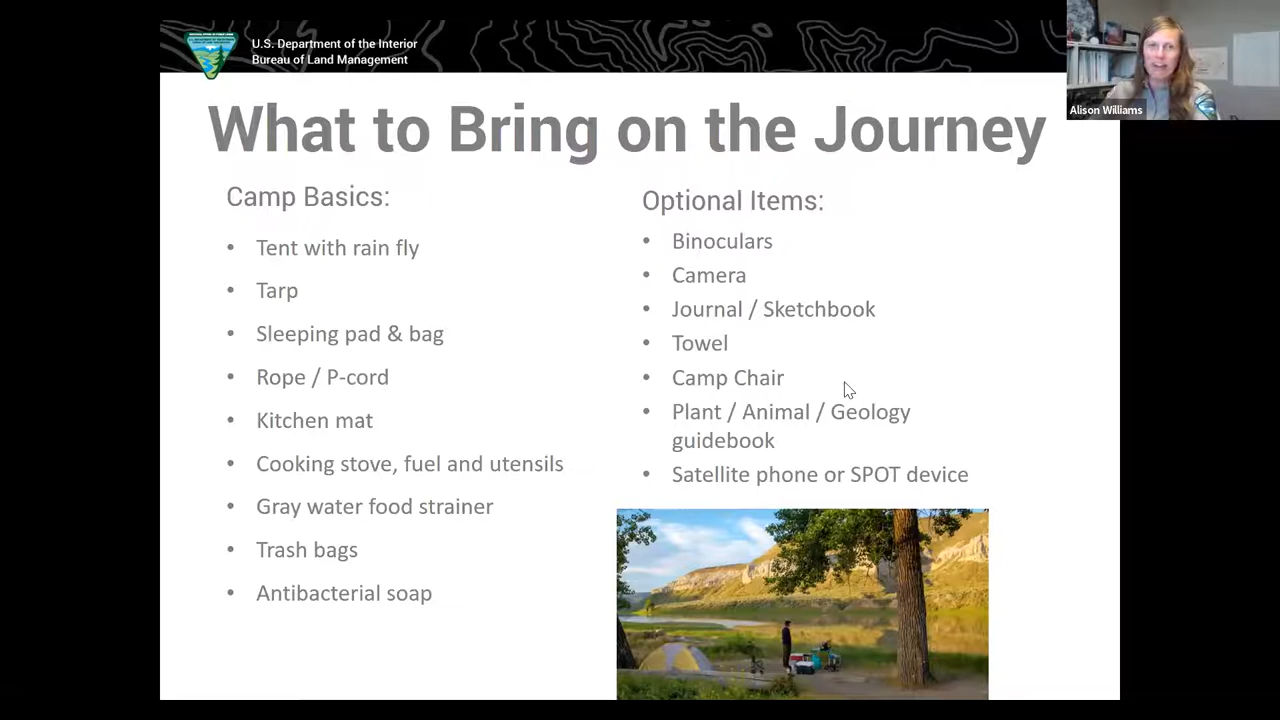 U.S. Department of the Interior
Bureau of Land Management
Alison Williams
What to Bring on the Journey
Camp Basics:
• Tent with rain fly
• Tarp
• Sleeping pad & bag
• Rope / P-cord
• Kitchen mat
• Cooking stove, fuel and utensils
• Gray water food strainer
• Trash bags
• Antibacterial soap
Optional Items:
• Binoculars
• Camera
• Journal / Sketchbook
• Towel
• Camp Chair
• Plant / Animal / Geology
guidebook
• Satellite phone or SPOT device